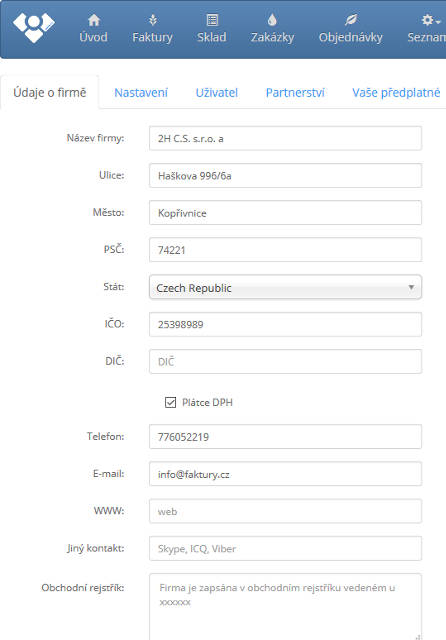 Úvod Faktury Sklad Zakázky Objednávky Seznam
Údaje o firmě Nastavení Uživatel Partnerství Vaše předplatné
Název firmy: 2H C.S. s.r.o. a
Ulice: Haškova 996/6a
Město: Kopřivnice
PSČ: 74221
Stát: Czech Republic
IČO: 25398989
DIČ: DIČ
Plátce DPH
Telefon: 776052219
E-mail: info@faktury.cz
WWW: web
Jiný kontakt: Skype, ICQ, Viber
Obchodní rejstřík: Firma je zapsána v obchodním rejstříku vedeném u
xxxxxx